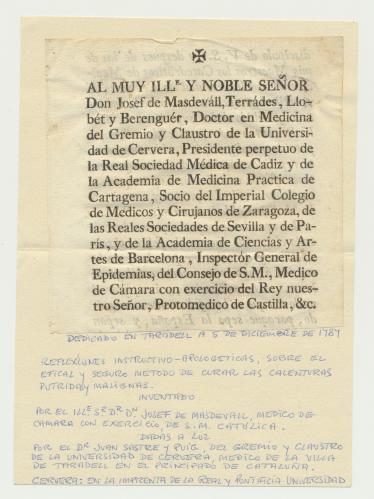 ✠
AL MUY ILL.ᴱ Y NOBLE SEÑOR
Don Josef de Masdeváll, Terrádes, Llo-
bét y Berenguér, Doctor en Medicina
del Gremio y Claustro de la Universi-
dad de Cervera, Presidente perpetuo de
la Real Sociedad Médica de Cadiz y de
la Academia de Medicina Practica de
Cartagena, Socio del Imperial Colegio
de Medicos y Cirujanos de Zaragoza, de
las Reales Sociedades de Sevilla y de Pa-
rís, y de la Academia de Ciencias y Ar-
tes de Barcelona, Inspectór General de
Epidemias, del Consejo de S.M., Medico
de Cámara con exercicio del Rey nues-
tro Señor, Protomedico de Castilla, &c.
DEDICADO EN TARADELL A 5 DE DICIEMBRE DE 1787
REFLEXIONES INSTRUCTIVO-APOLOGETICAS, SOBRE EL
EFICAZ Y SEGURO METODO DE CURAR LAS CALENTURAS
PUTRIDAS Y MALIGNAS.
INVENTADO
POR EL ILLᴱ Sᴿ Dᴿ Dᴺ JOSEF DE MASDEVALL, MEDICO DE
CAMARA CON EXERCICIO, DE S.M. CATÓLICA.
DADAS A LUZ
POR EL Dᴿ JUAN SASTRE Y PUIG, DEL GREMIO Y CLAUSTRO
DE LA UNIVERSIDAD DE CERVERA, MEDICO DE LA VILLA
DE TARADELL EN EL PRINCIPADO DE CATALUÑA.
CERVERA: EN LA IMPRENTA DE LA REAL Y PONTIFICIA UNIVERSIDAD